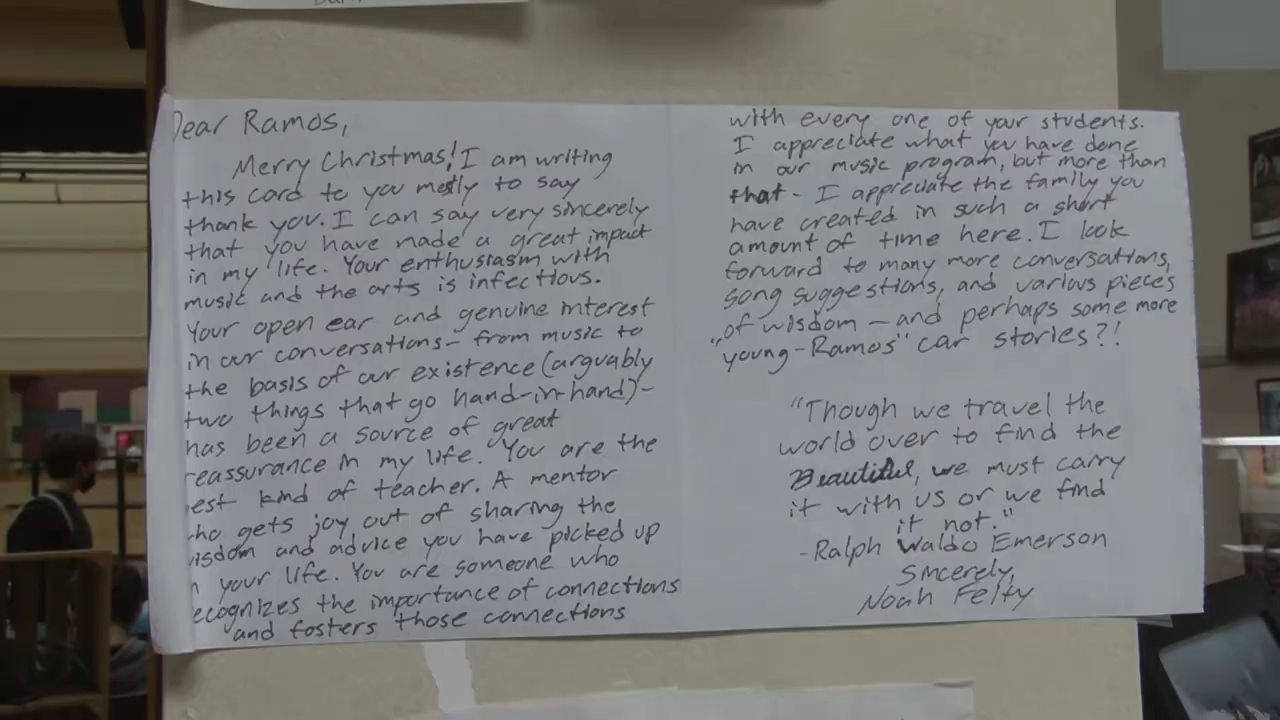 Dear Ramos,
Merry Christmas! I am writing
this card to you mostly to say
thank you. I can say very sincerely
that you have made a great impact
in my life. Your enthusiasm with
music and the arts is infectious.
Your open ear and genuine interest
in our conversations - from music to
the basis of our existence (arguably
two things that go hand-in-hand) -
has been a source of great
reassurance in my life. You are the
est kind of teacher. A mentor
ho gets joy out of sharing the
isdom and advice you have picked up
n your life. You are someone who
ecognizes the importance of connections
and fosters those connections
with every one of your students.
I appreciate what you have done
in our music program, but more than
that - I appreciate the family you
have created in such a short
amount of time here. I look
forward to many more conversations,
song suggestions, and various pieces
of wisdom - and perhaps some more
"young-Ramos" car stories?!
"Though we travel the
world over to find the
Beautiful, we must carry
it with us or we find
it not."
-Ralph Waldo Emerson
Sincerely,
Noah Felty